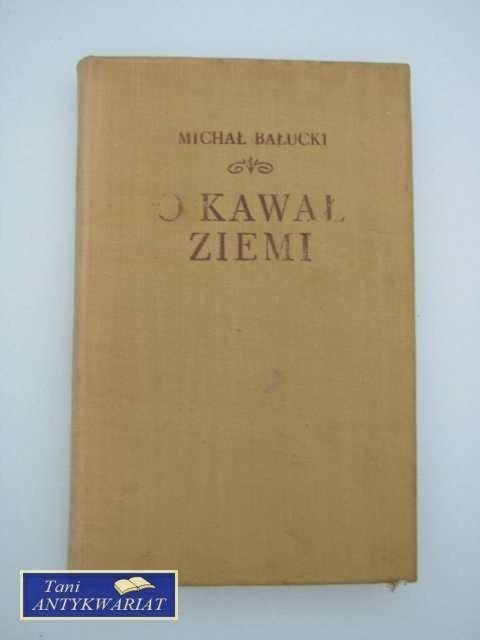 MICHAŁ BAŁUCKI
O KAWAŁ
ZIEMI
Tani
ANTYKWARIAT